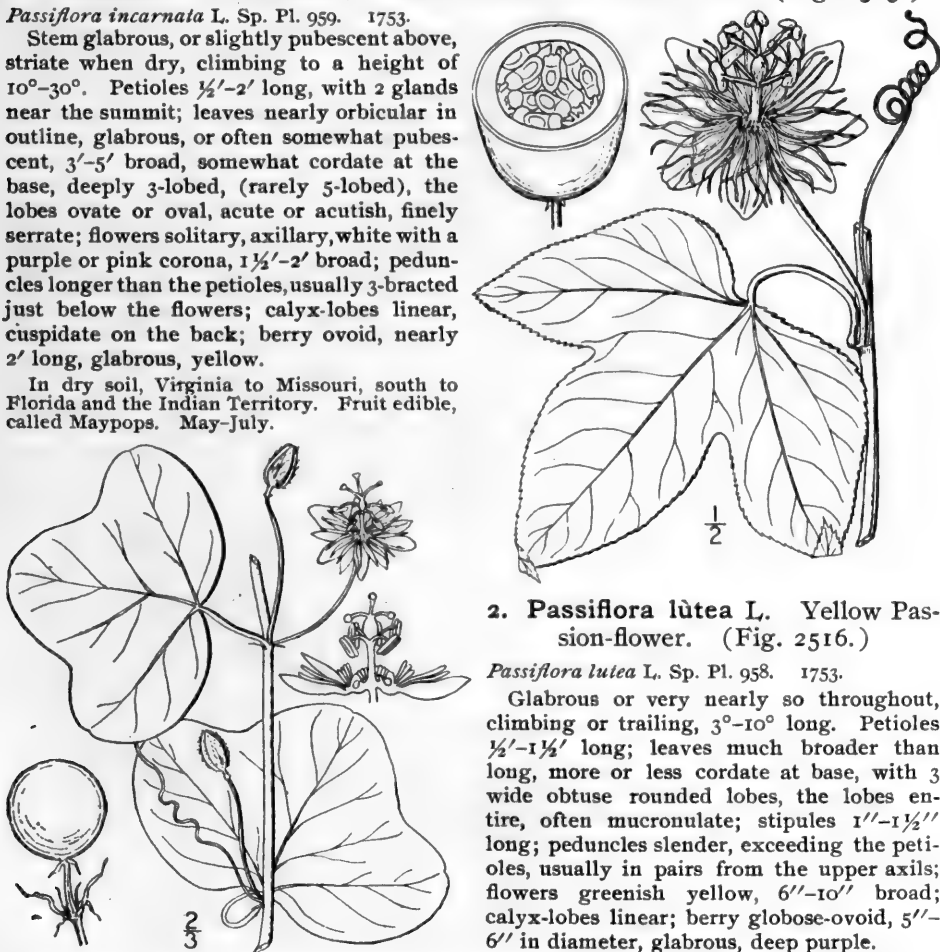 Passiflora incarnata L. Sp. Pl. 959. 1753.
Stem glabrous, or slightly pubescent above,
striate when dry, climbing to a height of
10°–30°. Petioles ½′–2′ long, with 2 glands
near the summit; leaves nearly orbicular in
outline, glabrous, or often somewhat pubes-
cent, 3′–5′ broad, somewhat cordate at the
base, deeply 3-lobed, (rarely 5-lobed), the
lobes ovate or oval, acute or acutish, finely
serrate; flowers solitary, axillary, white with a
purple or pink corona, 1½′–2′ broad; pedun-
cles longer than the petioles, usually 3-bracted
just below the flowers; calyx-lobes linear,
cuspidate on the back; berry ovoid, nearly
2′ long, glabrous, yellow.
In dry soil, Virginia to Missouri, south to
Florida and the Indian Territory. Fruit edible,
called Maypops. May–July.
1/2
2/3
2. Passiflora lùtea L. Yellow Pas-
sion-flower. (Fig. 2516.)
Passiflora lutea L. Sp. Pl. 958. 1753.
Glabrous or very nearly so throughout,
climbing or trailing, 3°–10° long. Petioles
½′–1½′ long; leaves much broader than
long, more or less cordate at base, with 3
wide obtuse rounded lobes, the lobes en-
tire, often mucronulate; stipules 1″–1½″
long; peduncles slender, exceeding the peti-
oles, usually in pairs from the upper axils;
flowers greenish yellow, 6″–10″ broad;
calyx-lobes linear; berry globose-ovoid, 5″–
6″ in diameter, glabrous, deep purple.